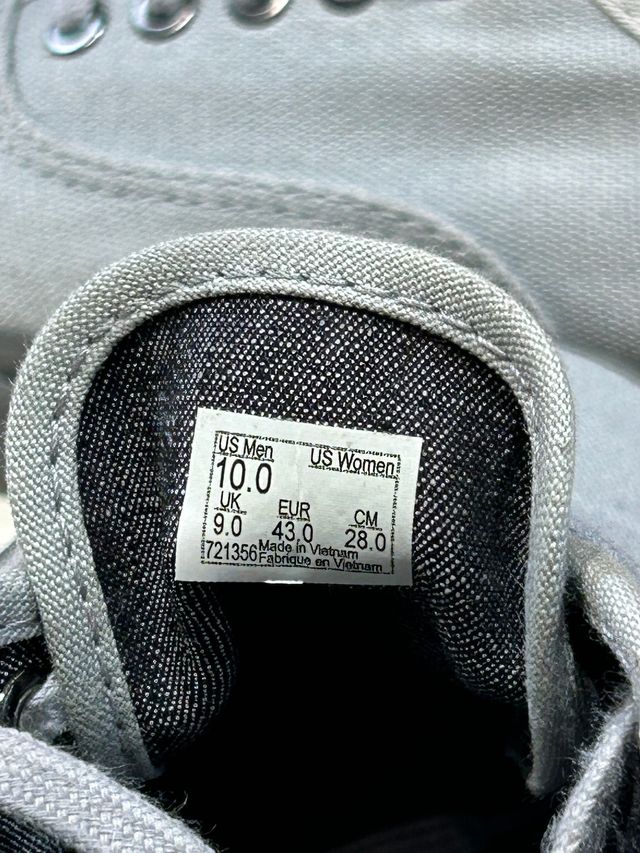 US Men US Women
10.0
UK EUR CM
9.0 43.0 28.0
721356 Made in Vietnam
Fabrique en Vietnam